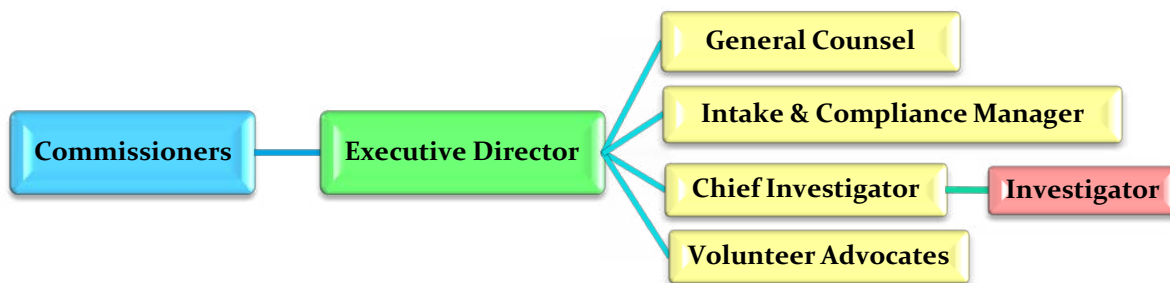 General Counsel
Intake & Compliance Manager
Commissioners
Executive Director
Chief Investigator
Investigator
Volunteer Advocates